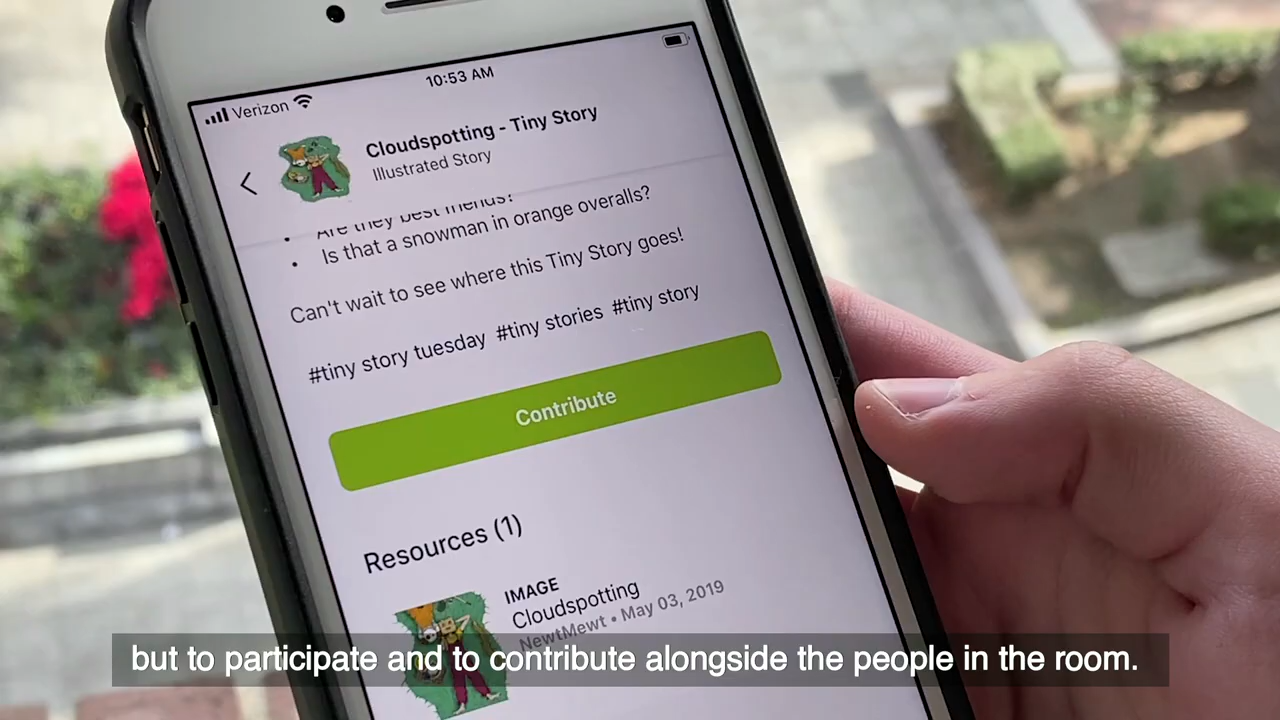 Verizon
10:53 AM
Cloudspotting - Tiny Story
Illustrated Story
• Are they best friends?
• Is that a snowman in orange overalls?
Can't wait to see where this Tiny Story goes!
#tiny story tuesday #tiny stories #tiny story
Contribute
Resources (1)
IMAGE
Cloudspotting
NewtMewt • May 03, 2019
but to participate and to contribute alongside the people in the room.